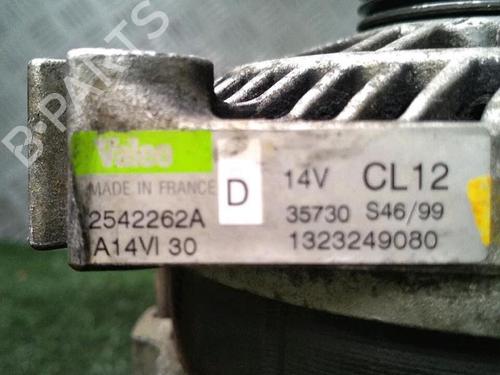 B-PARTS
Valeo
MADE IN FRANCE
D
14V CL12
2542262A
35730 S46/99
A14VI 30
1323249080